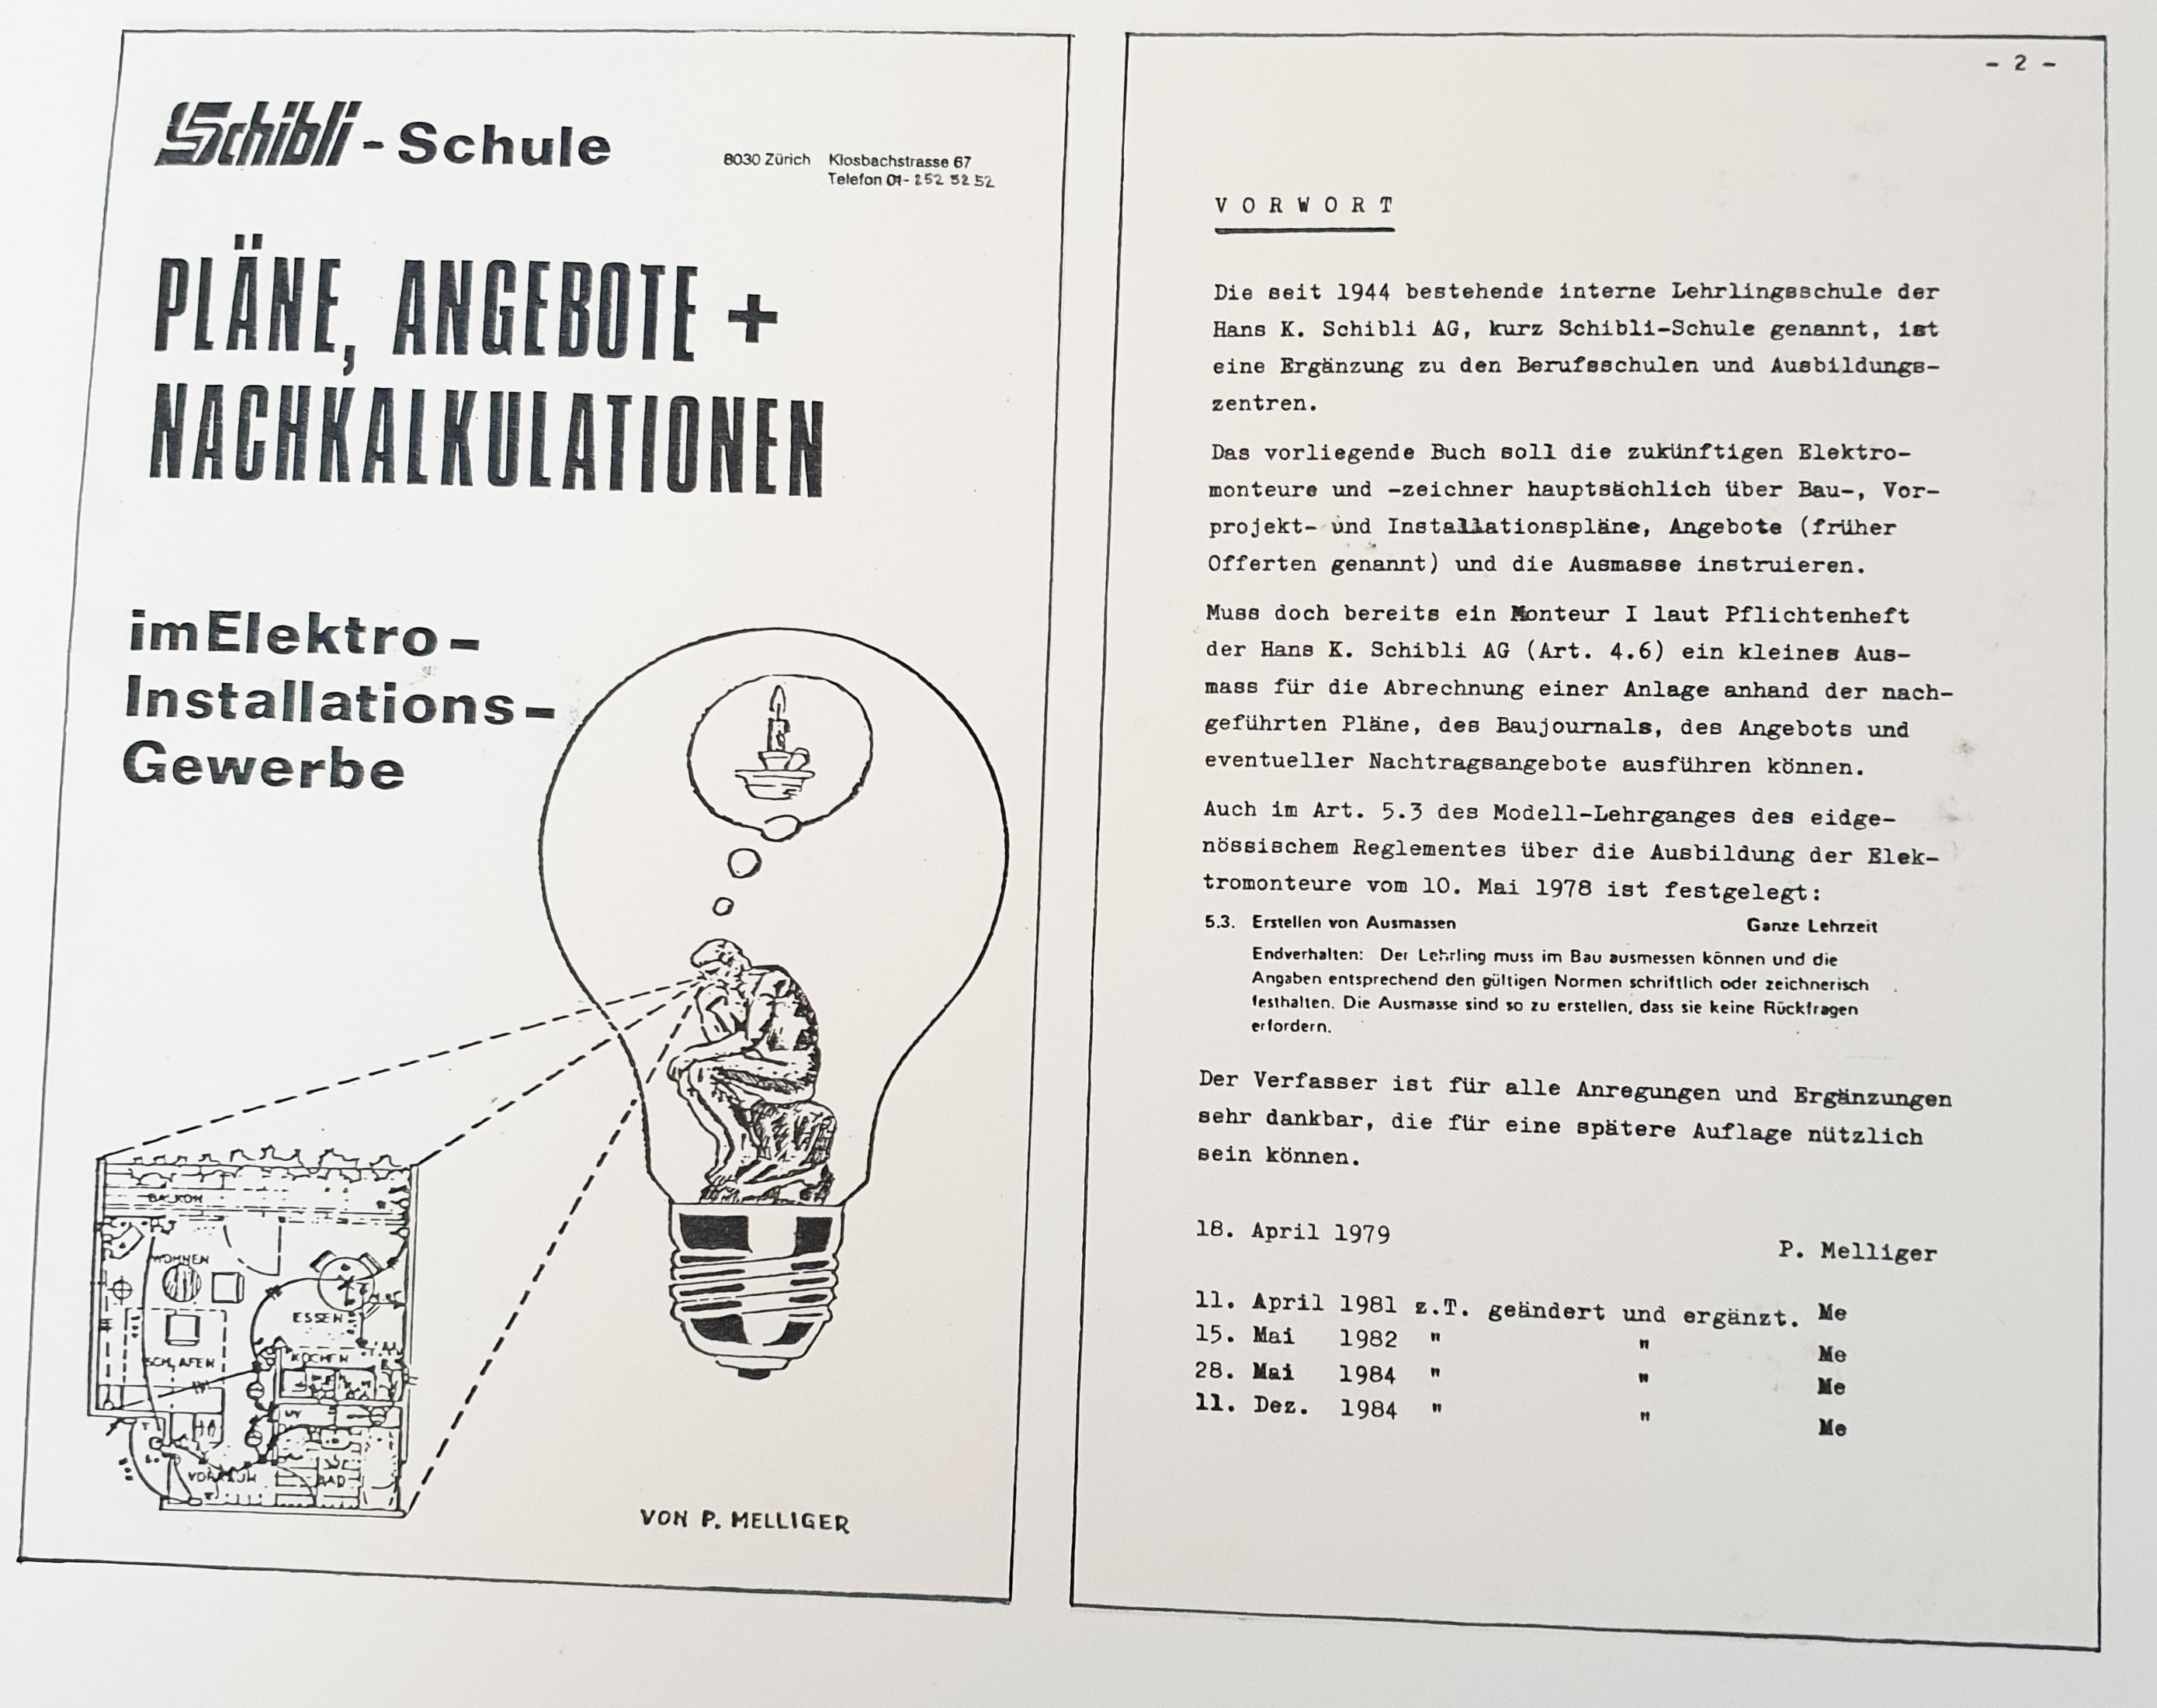 Schibli - Schule
8030 Zürich Klosbachstrasse 67
Telefon 01- 252 52 52
PLÄNE, ANGEBOTE +
NACHKALKULATIONEN
im Elektro-
Installations-
Gewerbe
BALKON
WOHNEN
ESSEN
SCHLAFEN
KOCHEN
VORRAUM
BAD
VON P. MELLIGER
- 2 -
VORWORT
Die seit 1944 bestehende interne Lehrlingsschule der
Hans K. Schibli AG, kurz Schibli-Schule genannt, ist
eine Ergänzung zu den Berufsschulen und Ausbildungs-
zentren.
Das vorliegende Buch soll die zukünftigen Elektro-
monteure und -zeichner hauptsächlich über Bau-, Vor-
projekt- und Installationspläne, Angebote (früher
Offerten genannt) und die Ausmasse instruieren.
Muss doch bereits ein Monteur I laut Pflichtenheft
der Hans K. Schibli AG (Art. 4.6) ein kleines Aus-
mass für die Abrechnung einer Anlage anhand der nach-
geführten Pläne, des Baujournals, des Angebots und
eventueller Nachtragsangebote ausführen können.
Auch im Art. 5.3 des Modell-Lehrganges des eidge-
nössischem Reglementes über die Ausbildung der Elek-
tromonteure vom 10. Mai 1978 ist festgelegt:
5.3. Erstellen von Ausmassen Ganze Lehrzeit
Endverhalten: Der Lehrling muss im Bau ausmessen können und die
Angaben entsprechend den gültigen Normen schriftlich oder zeichnerisch
festhalten. Die Ausmasse sind so zu erstellen, dass sie keine Rückfragen
erfordern.
Der Verfasser ist für alle Anregungen und Ergänzungen
sehr dankbar, die für eine spätere Auflage nützlich
sein können.
18. April 1979
P. Melliger
11. April 1981 z.T. geändert und ergänzt. Me
15. Mai 1982 " " Me
28. Mai 1984 " " Me
11. Dez. 1984 " " Me